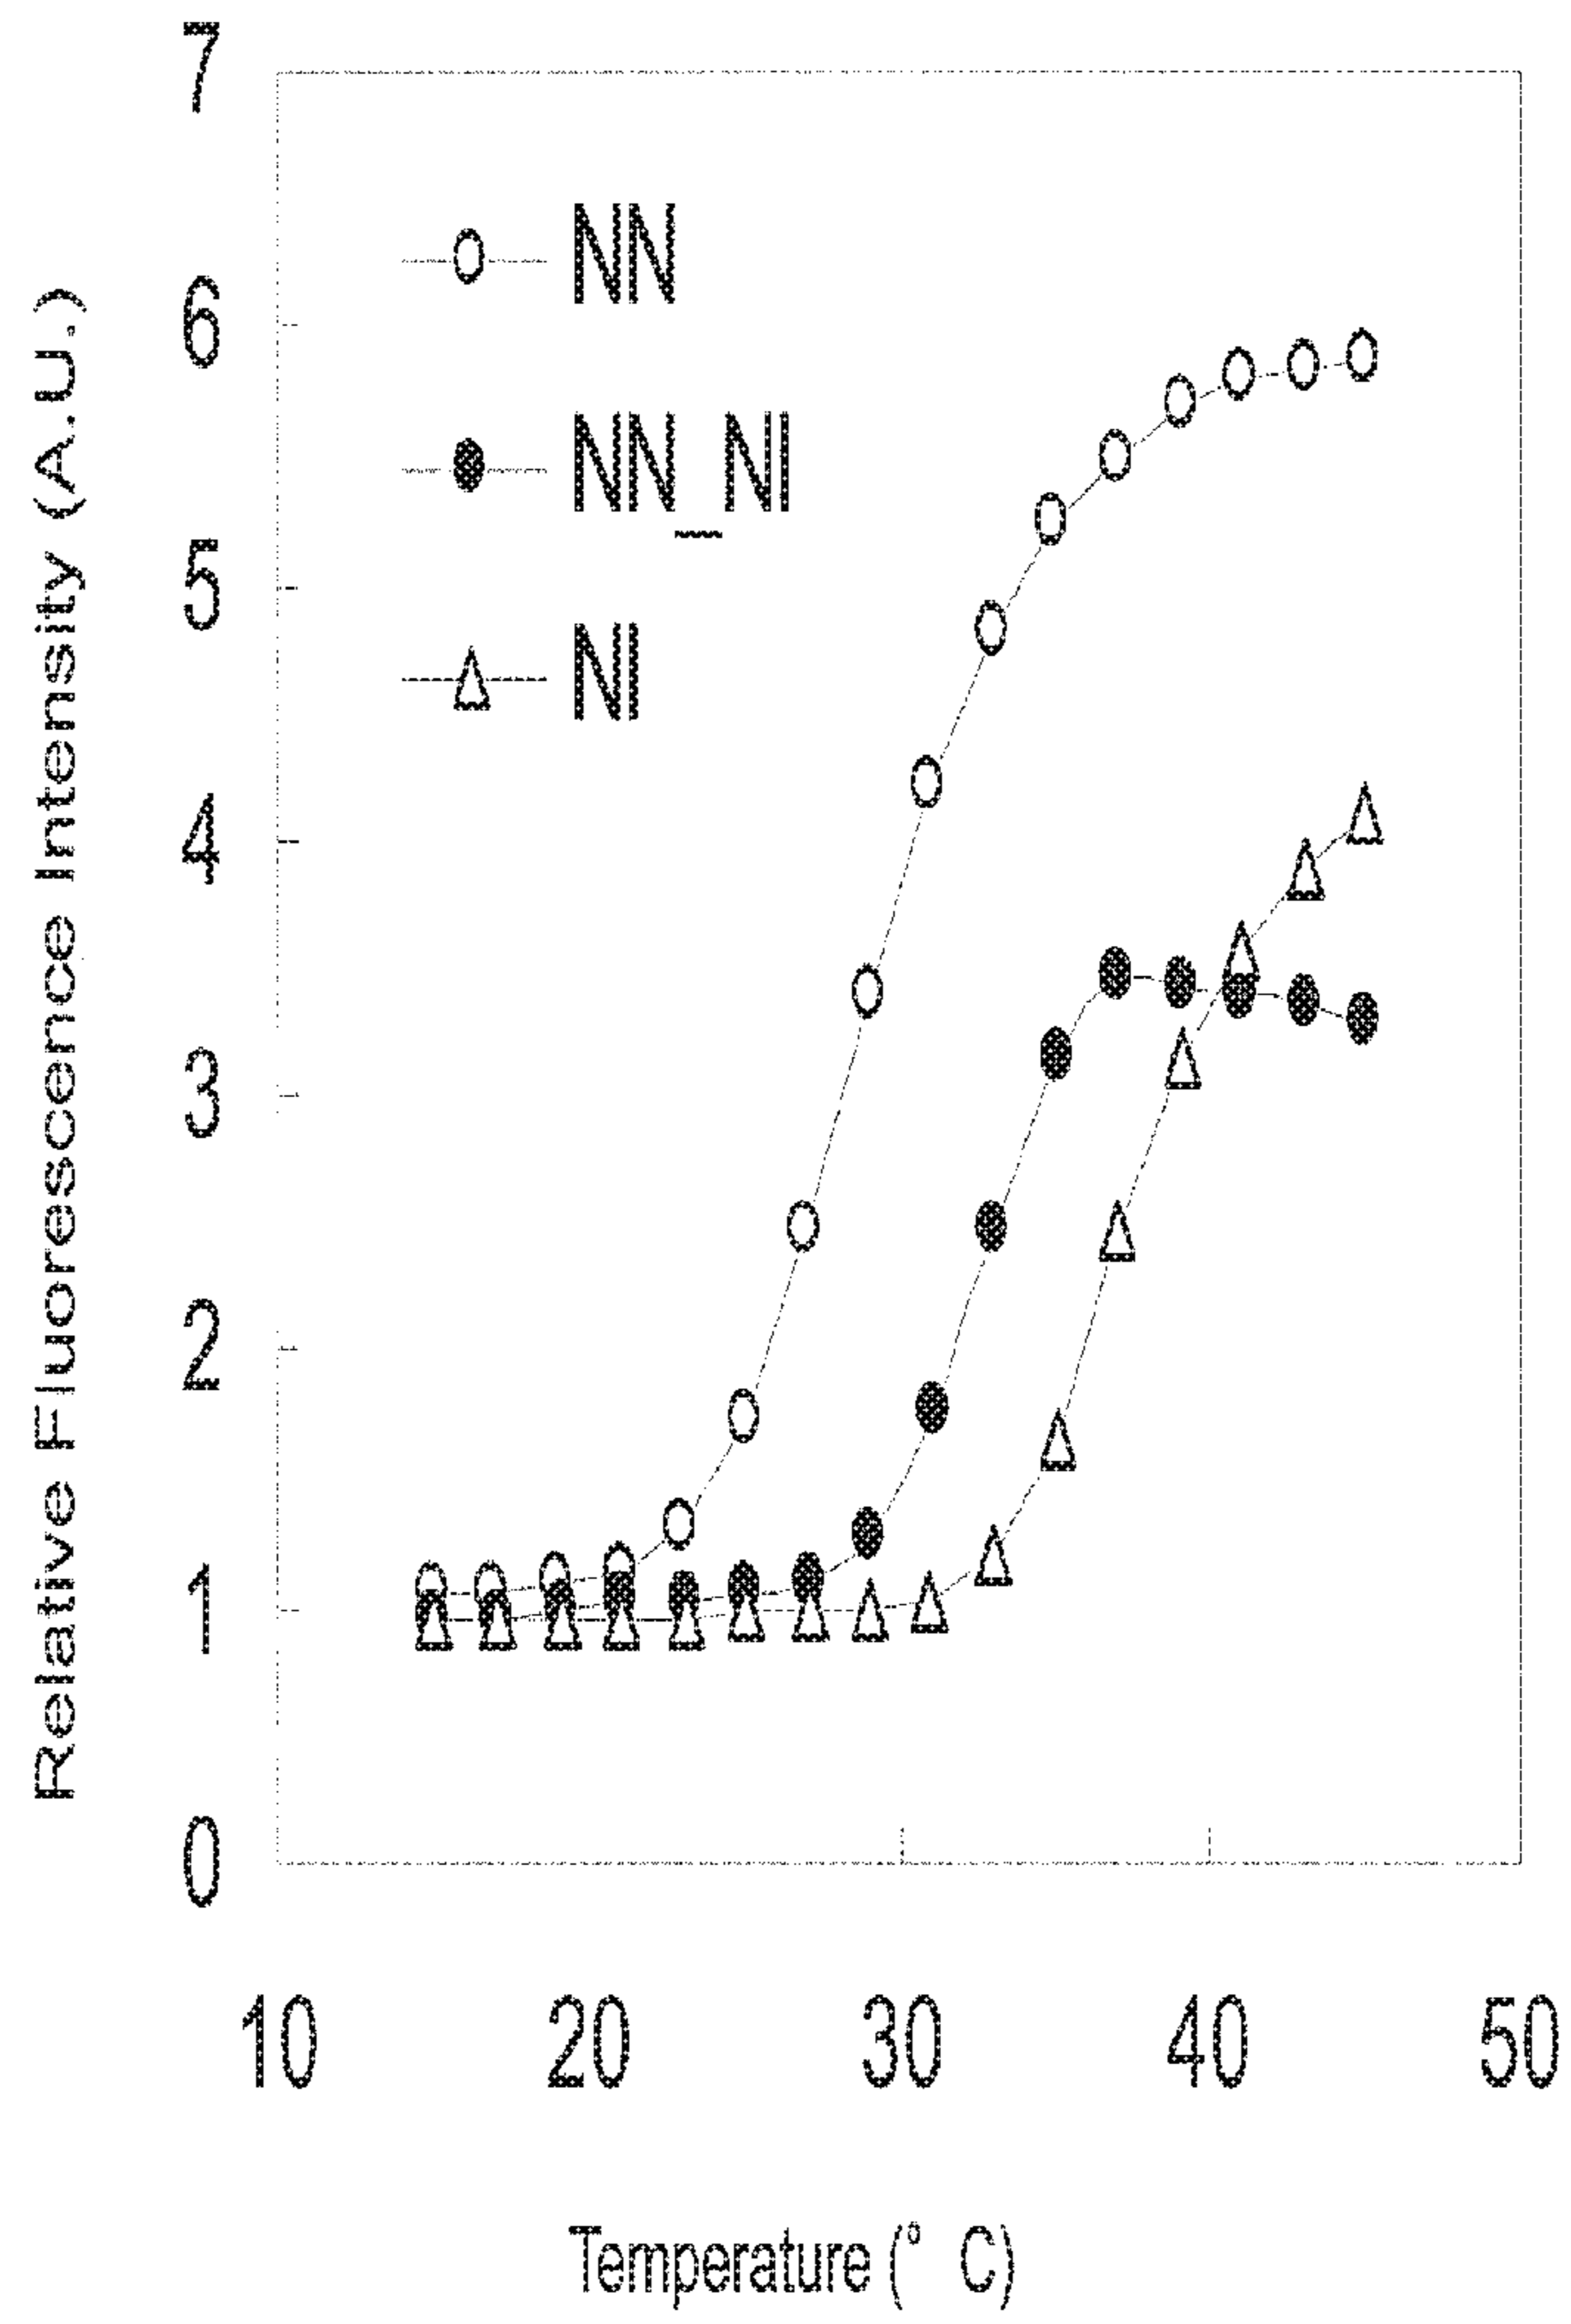 Relative Fluorescence Intensity (A.U.)
7
6
5
4
3
2
1
0
NN
NN_NI
NI
10 20 30 40 50
Temperature (° C)